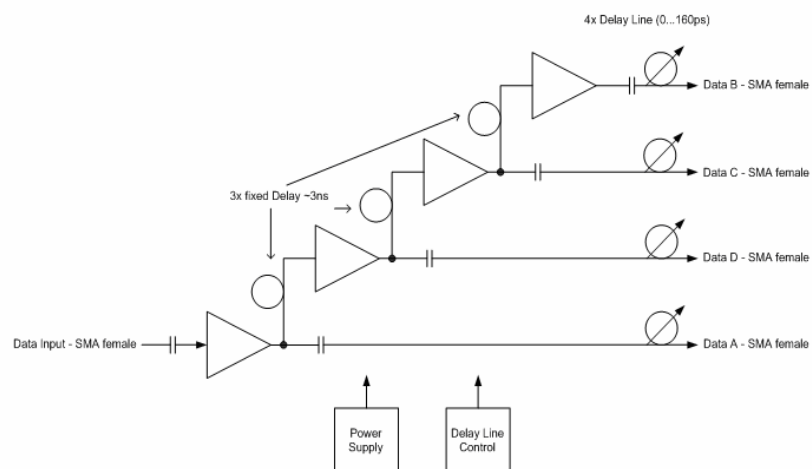 4x Delay Line (0...160ps)
Data B - SMA female
Data C - SMA female
3x fixed Delay ~3ns
Data D - SMA female
Data Input - SMA female
Data A - SMA female
Power
Supply
Delay Line
Control